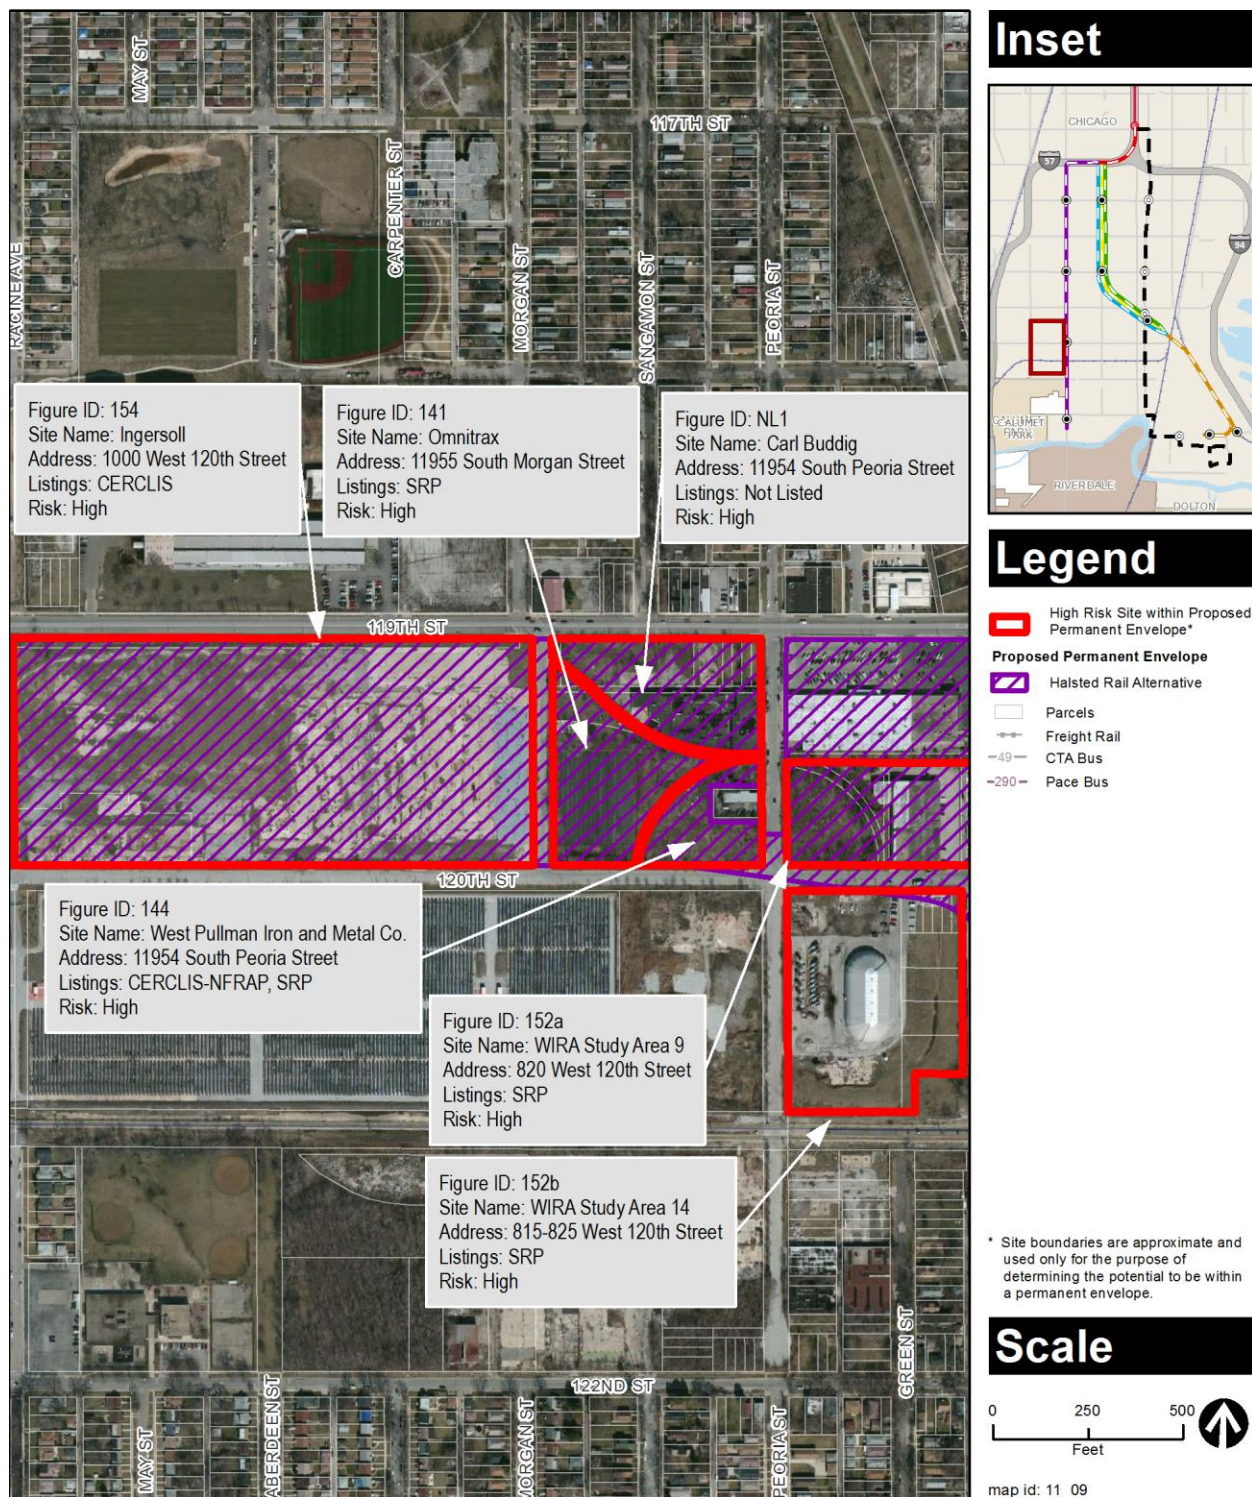 MAY ST
117TH ST
CARPENTER ST
RACINE AVE
MORGAN ST
SANGAMON ST
PEORIA ST
Figure ID: 154
Site Name: Ingersoll
Address: 1000 West 120th Street
Listings: CERCLIS
Risk: High
Figure ID: 141
Site Name: Omnitrax
Address: 11955 South Morgan Street
Listings: SRP
Risk: High
Figure ID: NL1
Site Name: Carl Buddig
Address: 11954 South Peoria Street
Listings: Not Listed
Risk: High
119TH ST
120TH ST
Figure ID: 144
Site Name: West Pullman Iron and Metal Co.
Address: 11954 South Peoria Street
Listings: CERCLIS-NFRAP, SRP
Risk: High
Figure ID: 152a
Site Name: WIRA Study Area 9
Address: 820 West 120th Street
Listings: SRP
Risk: High
Figure ID: 152b
Site Name: WIRA Study Area 14
Address: 815-825 West 120th Street
Listings: SRP
Risk: High
GREEN ST
122ND ST
MAY ST
ABERDEEN ST
MORGAN ST
PEORIA ST
Inset
CHICAGO
57
94
CALUMET
PARK
RIVERDALE
DOLTON
Legend
High Risk Site within Proposed
Permanent Envelope*
Proposed Permanent Envelope
Halsted Rail Alternative
Parcels
Freight Rail
49 CTA Bus
290 Pace Bus
* Site boundaries are approximate and
used only for the purpose of
determining the potential to be within
a permanent envelope.
Scale
0 250 500
Feet
map id: 11_09